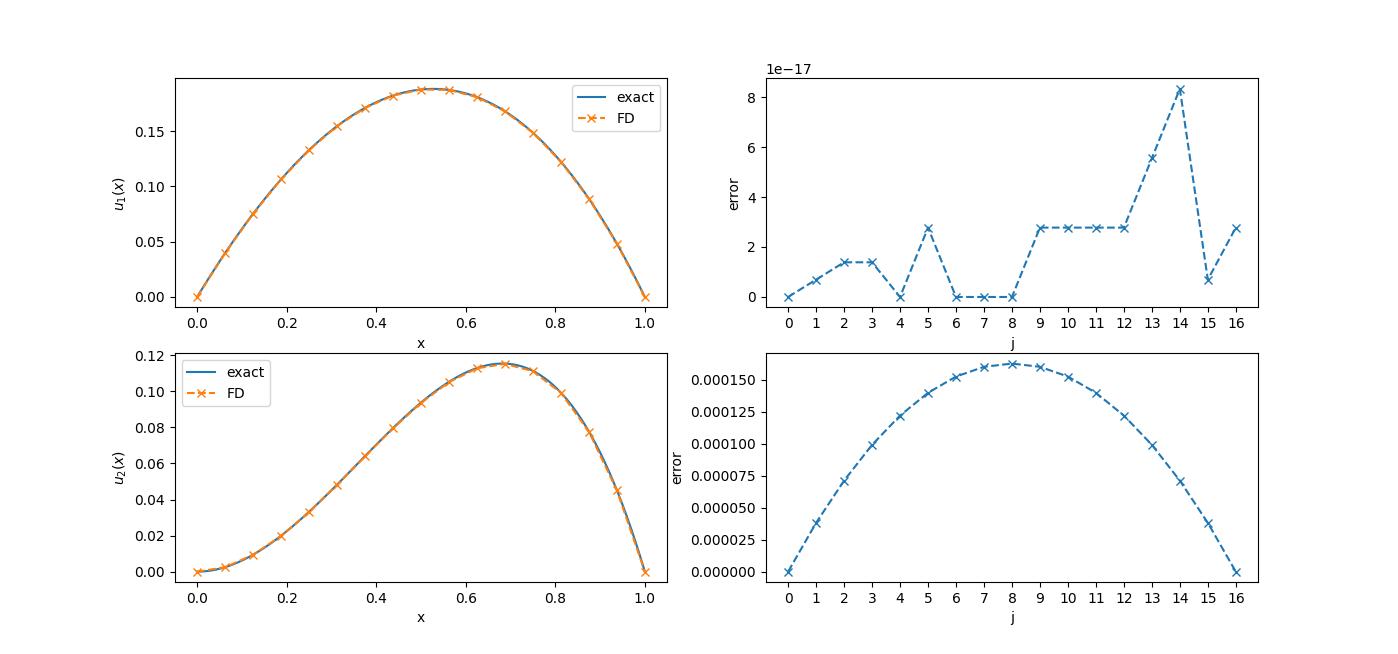 exact
FD
0.15
0.10
0.05
0.00
u₁(x)
0.0 0.2 0.4 0.6 0.8 1.0
x
1e−17
8
6
4
2
0
error
0 1 2 3 4 5 6 7 8 9 10 11 12 13 14 15 16
j
exact
FD
0.12
0.10
0.08
0.06
0.04
0.02
0.00
u₂(x)
0.0 0.2 0.4 0.6 0.8 1.0
x
0.000150
0.000125
0.000100
0.000075
0.000050
0.000025
0.000000
error
0 1 2 3 4 5 6 7 8 9 10 11 12 13 14 15 16
j